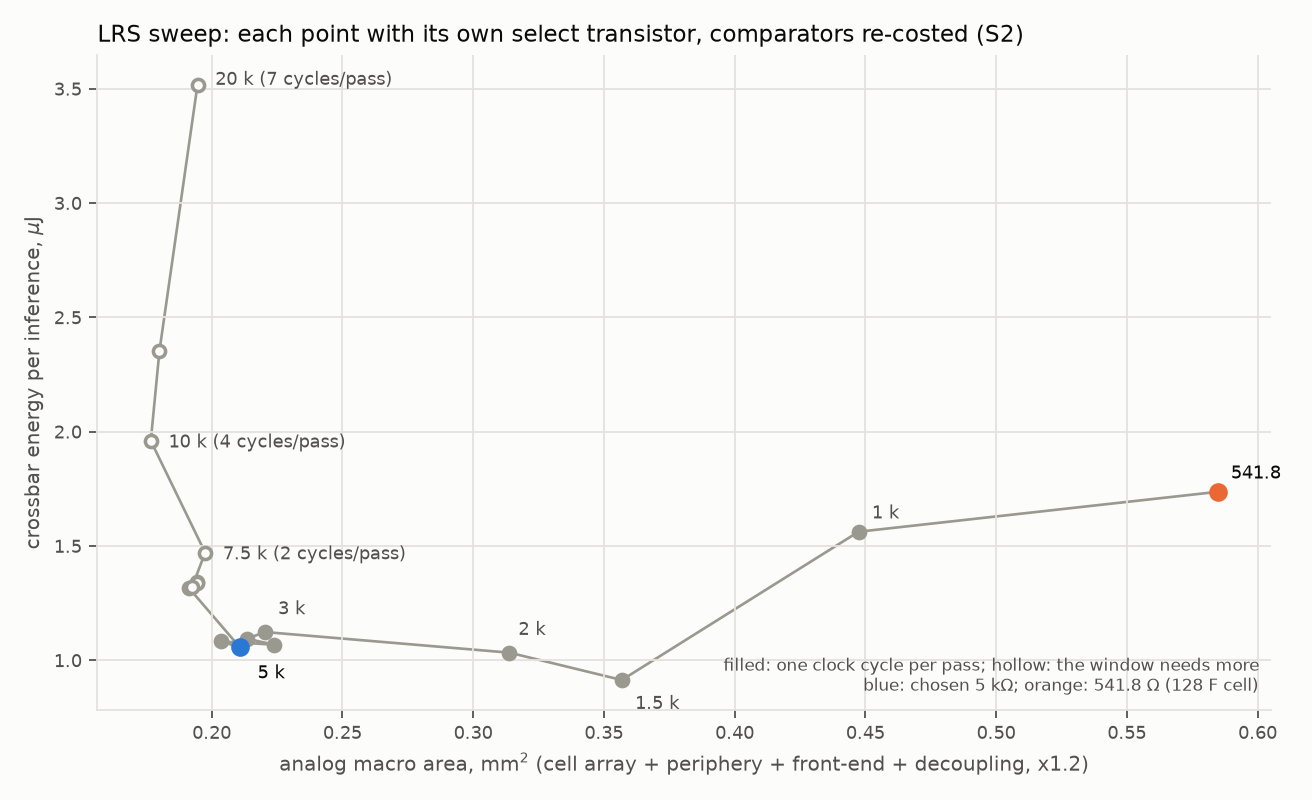 LRS sweep: each point with its own select transistor, comparators re-costed (S2)
20 k (7 cycles/pass)
3.5
3.0
2.5
2.0
1.5
1.0
crossbar energy per inference, μJ
10 k (4 cycles/pass)
541.8
1 k
7.5 k (2 cycles/pass)
3 k
2 k
5 k
1.5 k
filled: one clock cycle per pass; hollow: the window needs more
blue: chosen 5 kΩ; orange: 541.8 Ω (128 F cell)
0.20
0.25
0.30
0.35
0.40
0.45
0.50
0.55
0.60
analog macro area, mm² (cell array + periphery + front-end + decoupling, x1.2)